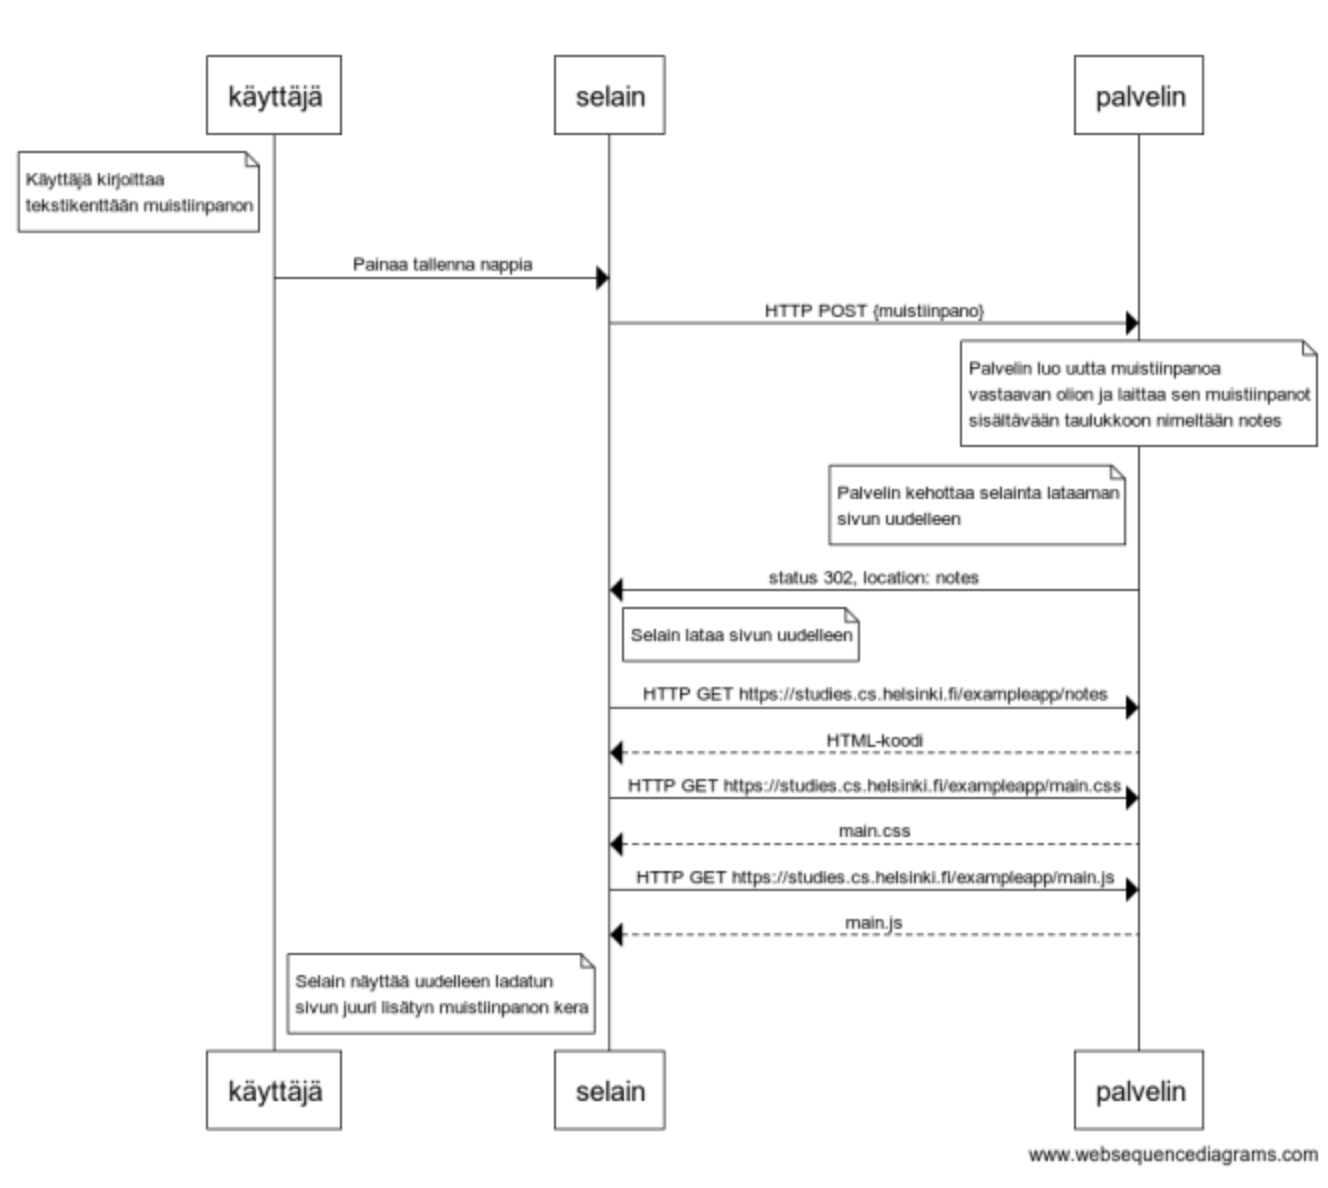 käyttäjä
selain
palvelin
Käyttäjä kirjoittaa
tekstikenttään muistiinpanon
Painaa tallenna nappia
HTTP POST {muistiinpano}
Palvelin luo uutta muistiinpanoa
vastaavan olion ja laittaa sen muistiinpanot
sisältävään taulukkoon nimeltään notes
Palvelin kehottaa selainta lataaman
sivun uudelleen
status 302, location: notes
Selain lataa sivun uudelleen
HTTP GET https://studies.cs.helsinki.fi/exampleapp/notes
HTML-koodi
HTTP GET https://studies.cs.helsinki.fi/exampleapp/main.css
main.css
HTTP GET https://studies.cs.helsinki.fi/exampleapp/main.js
main.js
Selain näyttää uudelleen ladatun
sivun juuri lisätyn muistiinpanon kera
käyttäjä
selain
palvelin
www.websequencediagrams.com